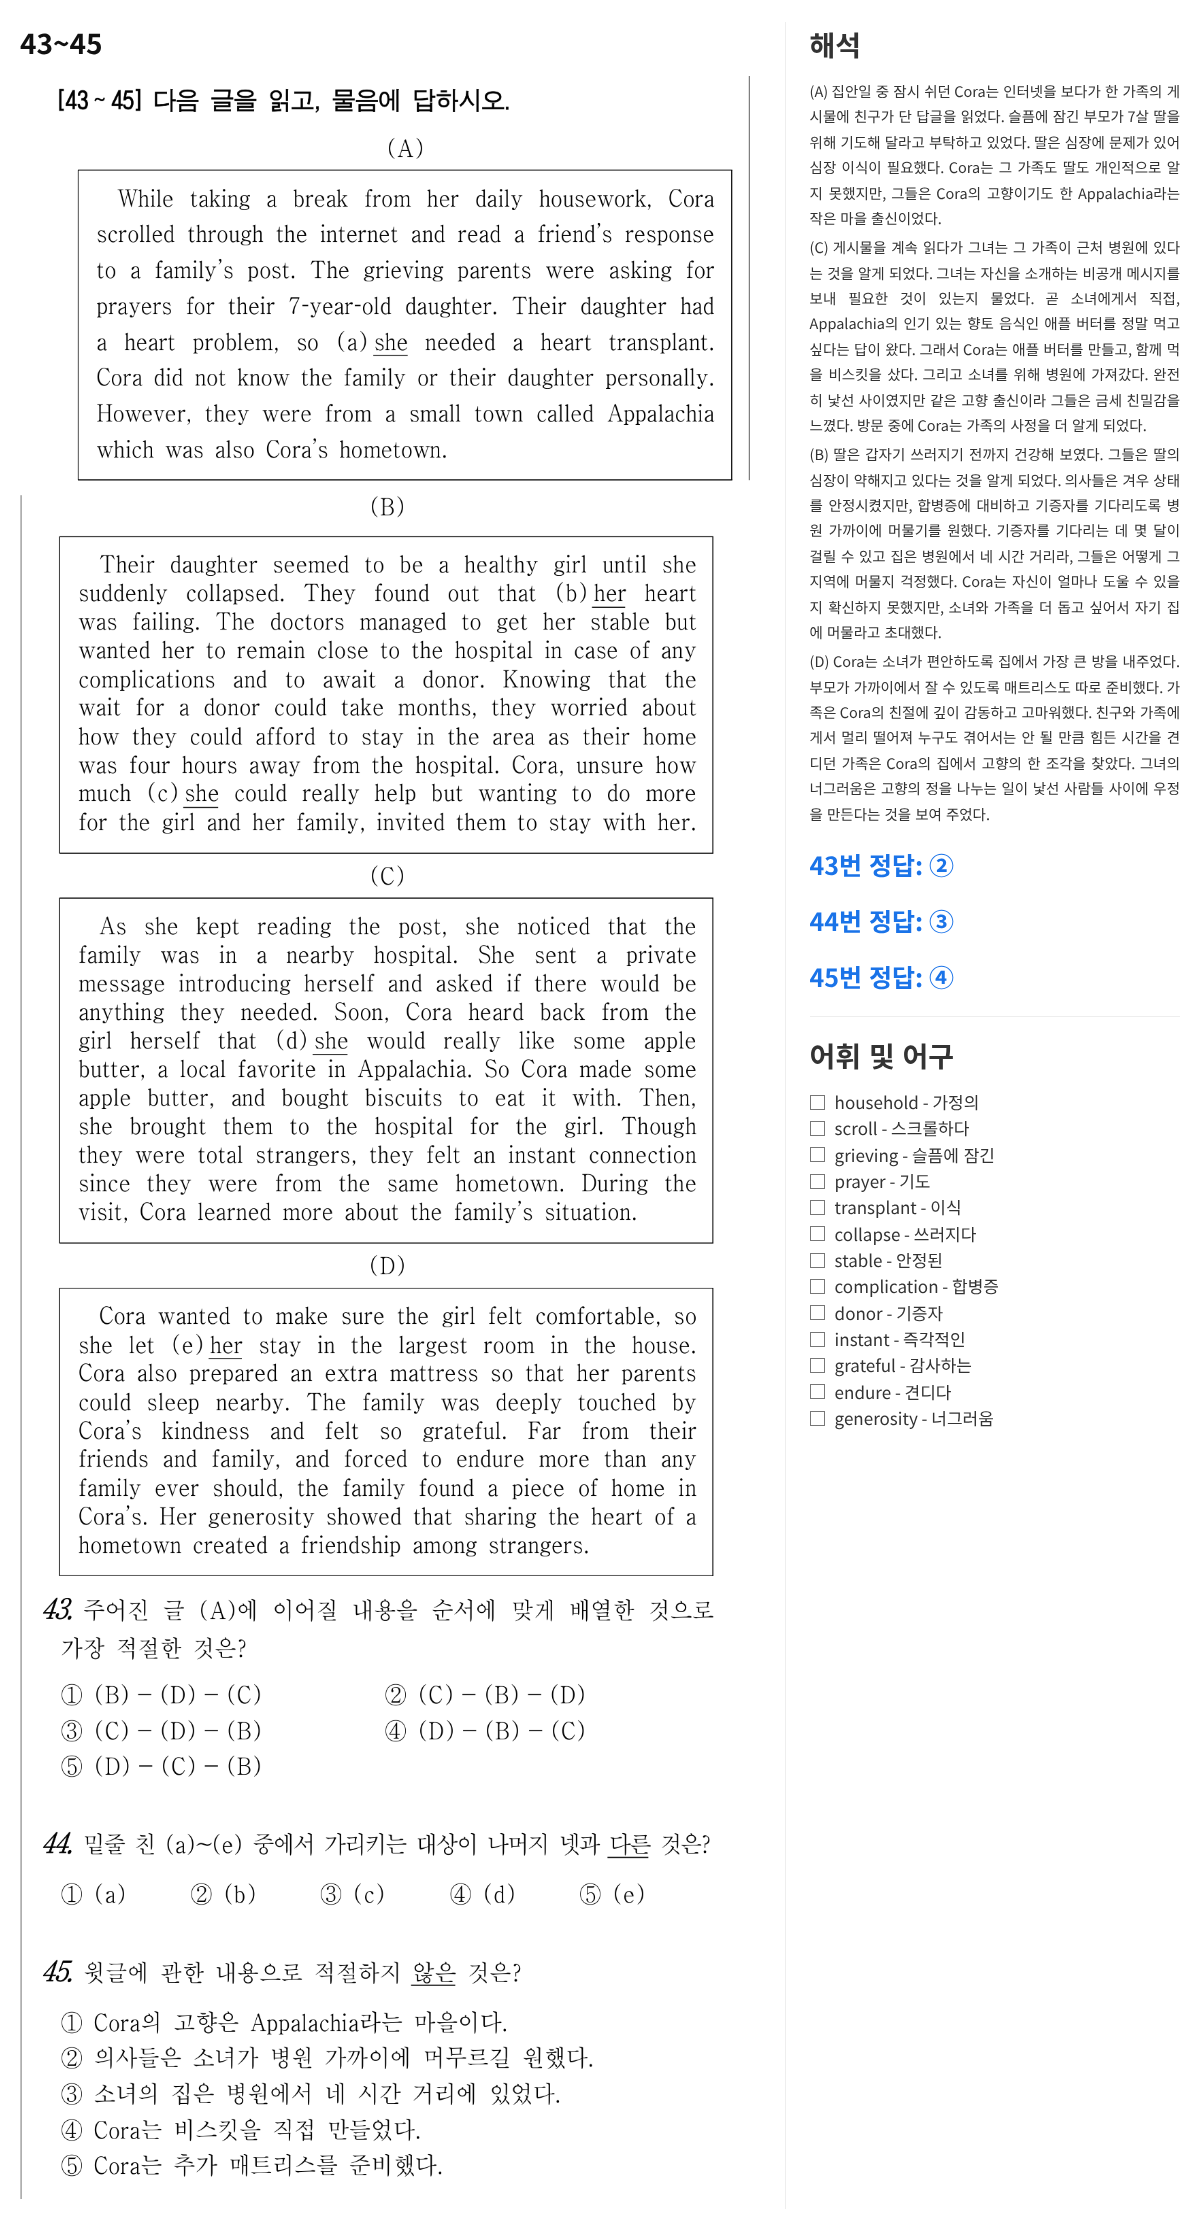 43~45
[43 ~ 45] 다음 글을 읽고, 물음에 답하시오.
(A)
While taking a break from her daily housework, Cora
scrolled through the internet and read a friend's response
to a family's post. The grieving parents were asking for
prayers for their 7-year-old daughter. Their daughter had
a heart problem, so (a) she needed a heart transplant.
Cora did not know the family or their daughter personally.
However, they were from a small town called Appalachia
which was also Cora's hometown.
(B)
Their daughter seemed to be a healthy girl until she
suddenly collapsed. They found out that (b) her heart
was failing. The doctors managed to get her stable but
wanted her to remain close to the hospital in case of any
complications and to await a donor. Knowing that the
wait for a donor could take months, they worried about
how they could afford to stay in the area as their home
was four hours away from the hospital. Cora, unsure how
much (c) she could really help but wanting to do more
for the girl and her family, invited them to stay with her.
(C)
As she kept reading the post, she noticed that the
family was in a nearby hospital. She sent a private
message introducing herself and asked if there would be
anything they needed. Soon, Cora heard back from the
girl herself that (d) she would really like some apple
butter, a local favorite in Appalachia. So Cora made some
apple butter, and bought biscuits to eat it with. Then,
she brought them to the hospital for the girl. Though
they were total strangers, they felt an instant connection
since they were from the same hometown. During the
visit, Cora learned more about the family's situation.
(D)
Cora wanted to make sure the girl felt comfortable, so
she let (e) her stay in the largest room in the house.
Cora also prepared an extra mattress so that her parents
could sleep nearby. The family was deeply touched by
Cora's kindness and felt so grateful. Far from their
friends and family, and forced to endure more than any
family ever should, the family found a piece of home in
Cora's. Her generosity showed that sharing the heart of a
hometown created a friendship among strangers.
43. 주어진 글 (A)에 이어질 내용을 순서에 맞게 배열한 것으로
가장 적절한 것은?
① (B) - (D) - (C) ② (C) - (B) - (D)
③ (C) - (D) - (B) ④ (D) - (B) - (C)
⑤ (D) - (C) - (B)
44. 밑줄 친 (a)~(e) 중에서 가리키는 대상이 나머지 넷과 다른 것은?
① (a) ② (b) ③ (c) ④ (d) ⑤ (e)
45. 윗글에 관한 내용으로 적절하지 않은 것은?
① Cora의 고향은 Appalachia라는 마을이다.
② 의사들은 소녀가 병원 가까이에 머무르길 원했다.
③ 소녀의 집은 병원에서 네 시간 거리에 있었다.
④ Cora는 비스킷을 직접 만들었다.
⑤ Cora는 추가 매트리스를 준비했다.
해석
(A) 집안일 중 잠시 쉬던 Cora는 인터넷을 보다가 한 가족의 게
시물에 친구가 단 답글을 읽었다. 슬픔에 잠긴 부모가 7살 딸을
위해 기도해 달라고 부탁하고 있었다. 딸은 심장에 문제가 있어
심장 이식이 필요했다. Cora는 그 가족도 딸도 개인적으로 알
지 못했지만, 그들은 Cora의 고향이기도 한 Appalachia라는
작은 마을 출신이었다.
(C) 게시물을 계속 읽다가 그녀는 그 가족이 근처 병원에 있다
는 것을 알게 되었다. 그녀는 자신을 소개하는 비공개 메시지를
보내 필요한 것이 있는지 물었다. 곧 소녀에게서 직접,
Appalachia의 인기 있는 향토 음식인 애플 버터를 정말 먹고
싶다는 답이 왔다. 그래서 Cora는 애플 버터를 만들고, 함께 먹
을 비스킷을 샀다. 그리고 소녀를 위해 병원에 가져갔다. 완전
히 낯선 사이였지만 같은 고향 출신이라 그들은 금세 친밀감을
느꼈다. 방문 중에 Cora는 가족의 사정을 더 알게 되었다.
(B) 딸은 갑자기 쓰러지기 전까지 건강해 보였다. 그들은 딸의
심장이 약해지고 있다는 것을 알게 되었다. 의사들은 겨우 상태
를 안정시켰지만, 합병증에 대비하고 기증자를 기다리도록 병
원 가까이에 머물기를 원했다. 기증자를 기다리는 데 몇 달이
걸릴 수 있고 집은 병원에서 네 시간 거리라, 그들은 어떻게 그
지역에 머물지 걱정했다. Cora는 자신이 얼마나 도울 수 있을
지 확신하지 못했지만, 소녀와 가족을 더 돕고 싶어서 자기 집
에 머물라고 초대했다.
(D) Cora는 소녀가 편안하도록 집에서 가장 큰 방을 내주었다.
부모가 가까이에서 잘 수 있도록 매트리스도 따로 준비했다. 가
족은 Cora의 친절에 깊이 감동하고 고마워했다. 친구와 가족에
게서 멀리 떨어져 누구도 겪어서는 안 될 만큼 힘든 시간을 견
디던 가족은 Cora의 집에서 고향의 한 조각을 찾았다. 그녀의
너그러움은 고향의 정을 나누는 일이 낯선 사람들 사이에 우정
을 만든다는 것을 보여 주었다.
43번 정답: ②
44번 정답: ③
45번 정답: ④
어휘 및 어구
household - 가정의
scroll - 스크롤하다
grieving - 슬픔에 잠긴
prayer - 기도
transplant - 이식
collapse - 쓰러지다
stable - 안정된
complication - 합병증
donor - 기증자
instant - 즉각적인
grateful - 감사하는
endure - 견디다
generosity - 너그러움